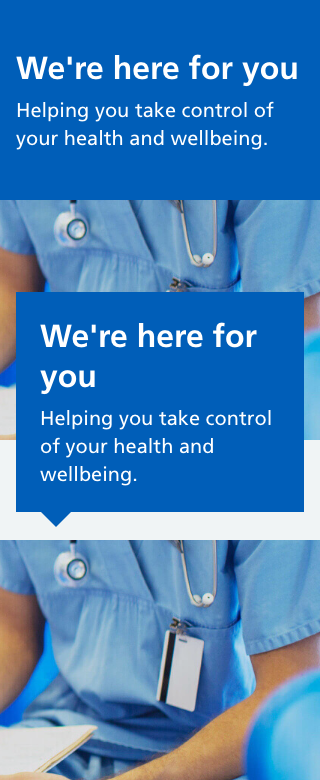 We're here for you
Helping you take control of
your health and wellbeing.
We're here for
you
Helping you take control
of your health and
wellbeing.